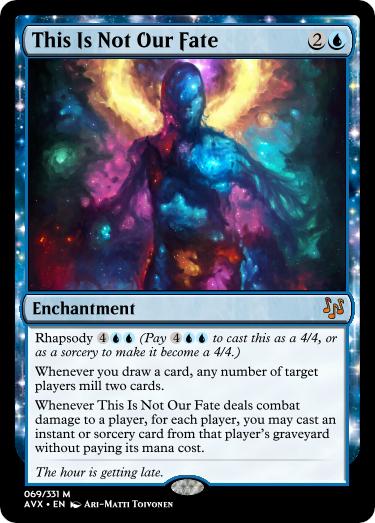 This Is Not Our Fate 2
Enchantment
Rhapsody 4 (Pay 4 to cast this as a 4/4, or
as a sorcery to make it become a 4/4.)
Whenever you draw a card, any number of target
players mill two cards.
Whenever This Is Not Our Fate deals combat
damage to a player, for each player, you may cast an
instant or sorcery card from that player's graveyard
without paying its mana cost.
The hour is getting late.
069/331 M
AVX • EN Ari-Matti Toivonen